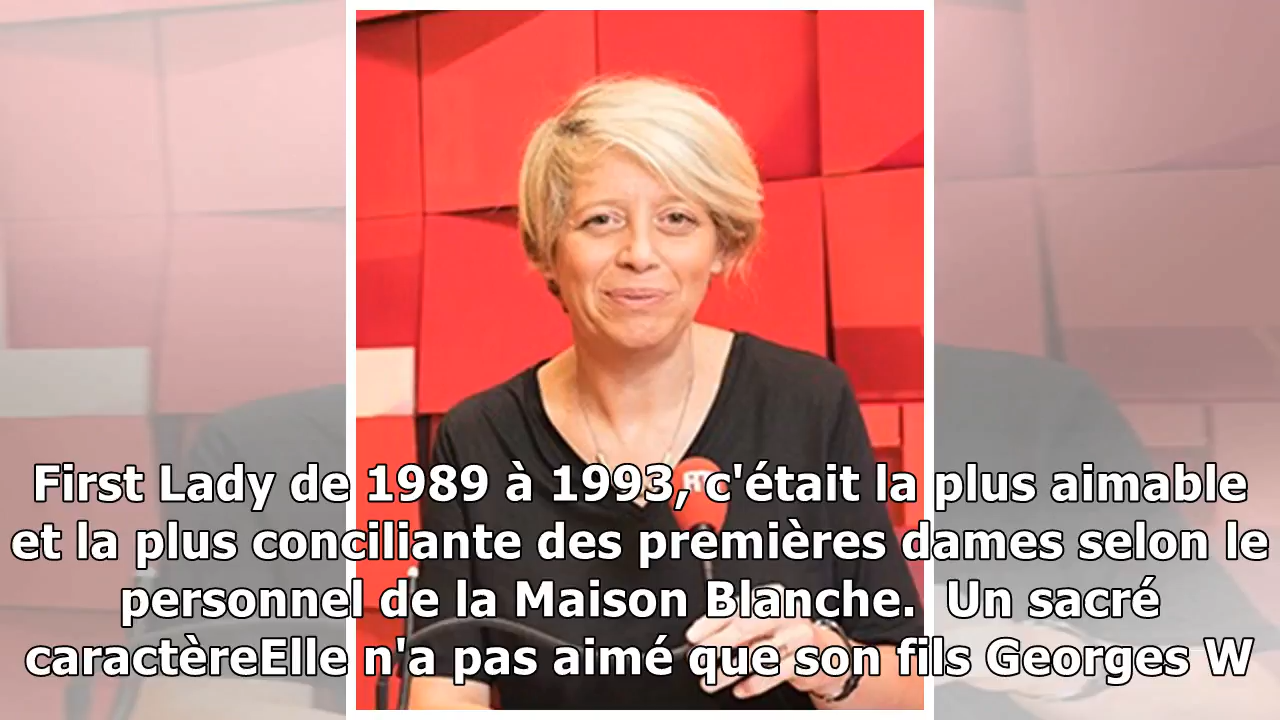 First Lady de 1989 à 1993, c'était la plus aimable
et la plus conciliante des premières dames selon le
personnel de la Maison Blanche.  Un sacré
caractèreElle n'a pas aimé que son fils Georges W